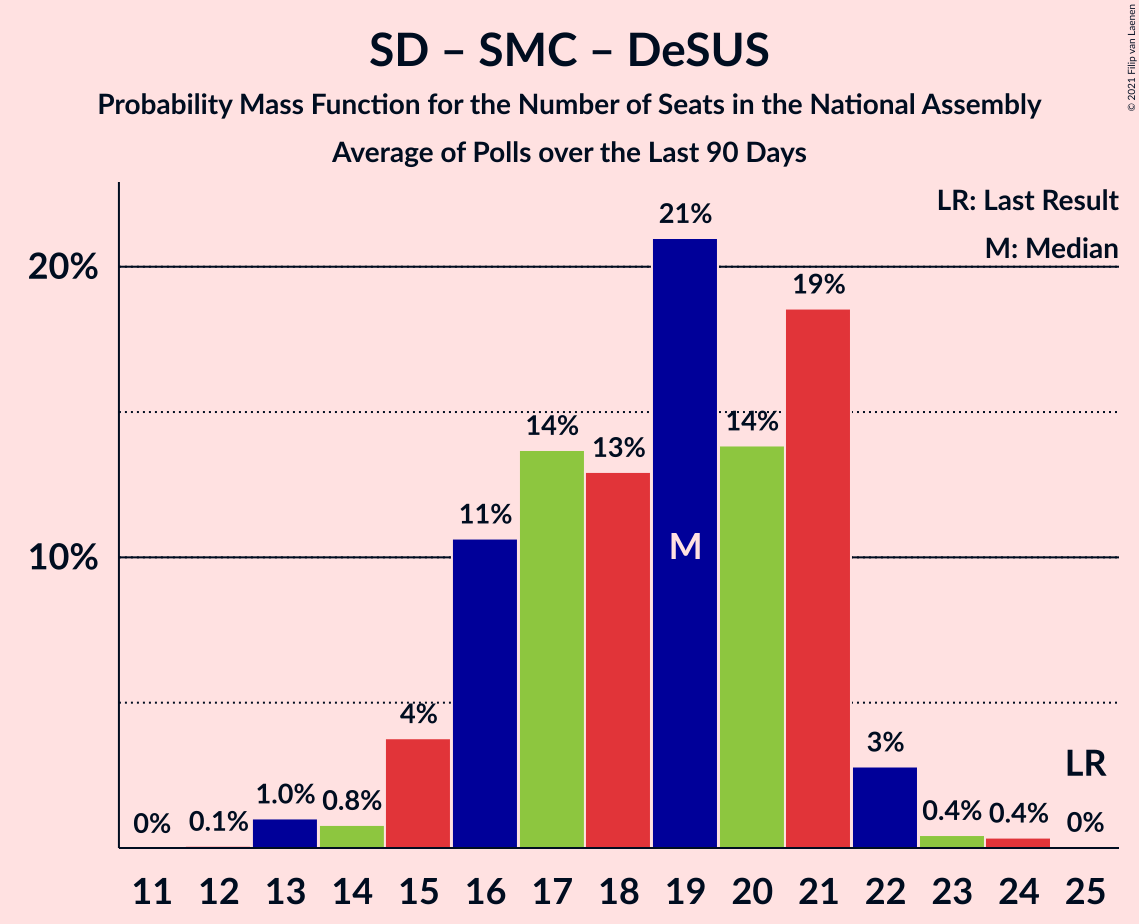 SD – SMC – DeSUS
Probability Mass Function for the Number of Seats in the National Assembly
Average of Polls over the Last 90 Days
© 2021 Filip van Laenen
LR: Last Result
M: Median
20%
10%
0%
0.1%
1.0%
0.8%
4%
11%
14%
13%
21%
14%
19%
3%
0.4%
0.4%
0%
M
LR
11 12 13 14 15 16 17 18 19 20 21 22 23 24 25